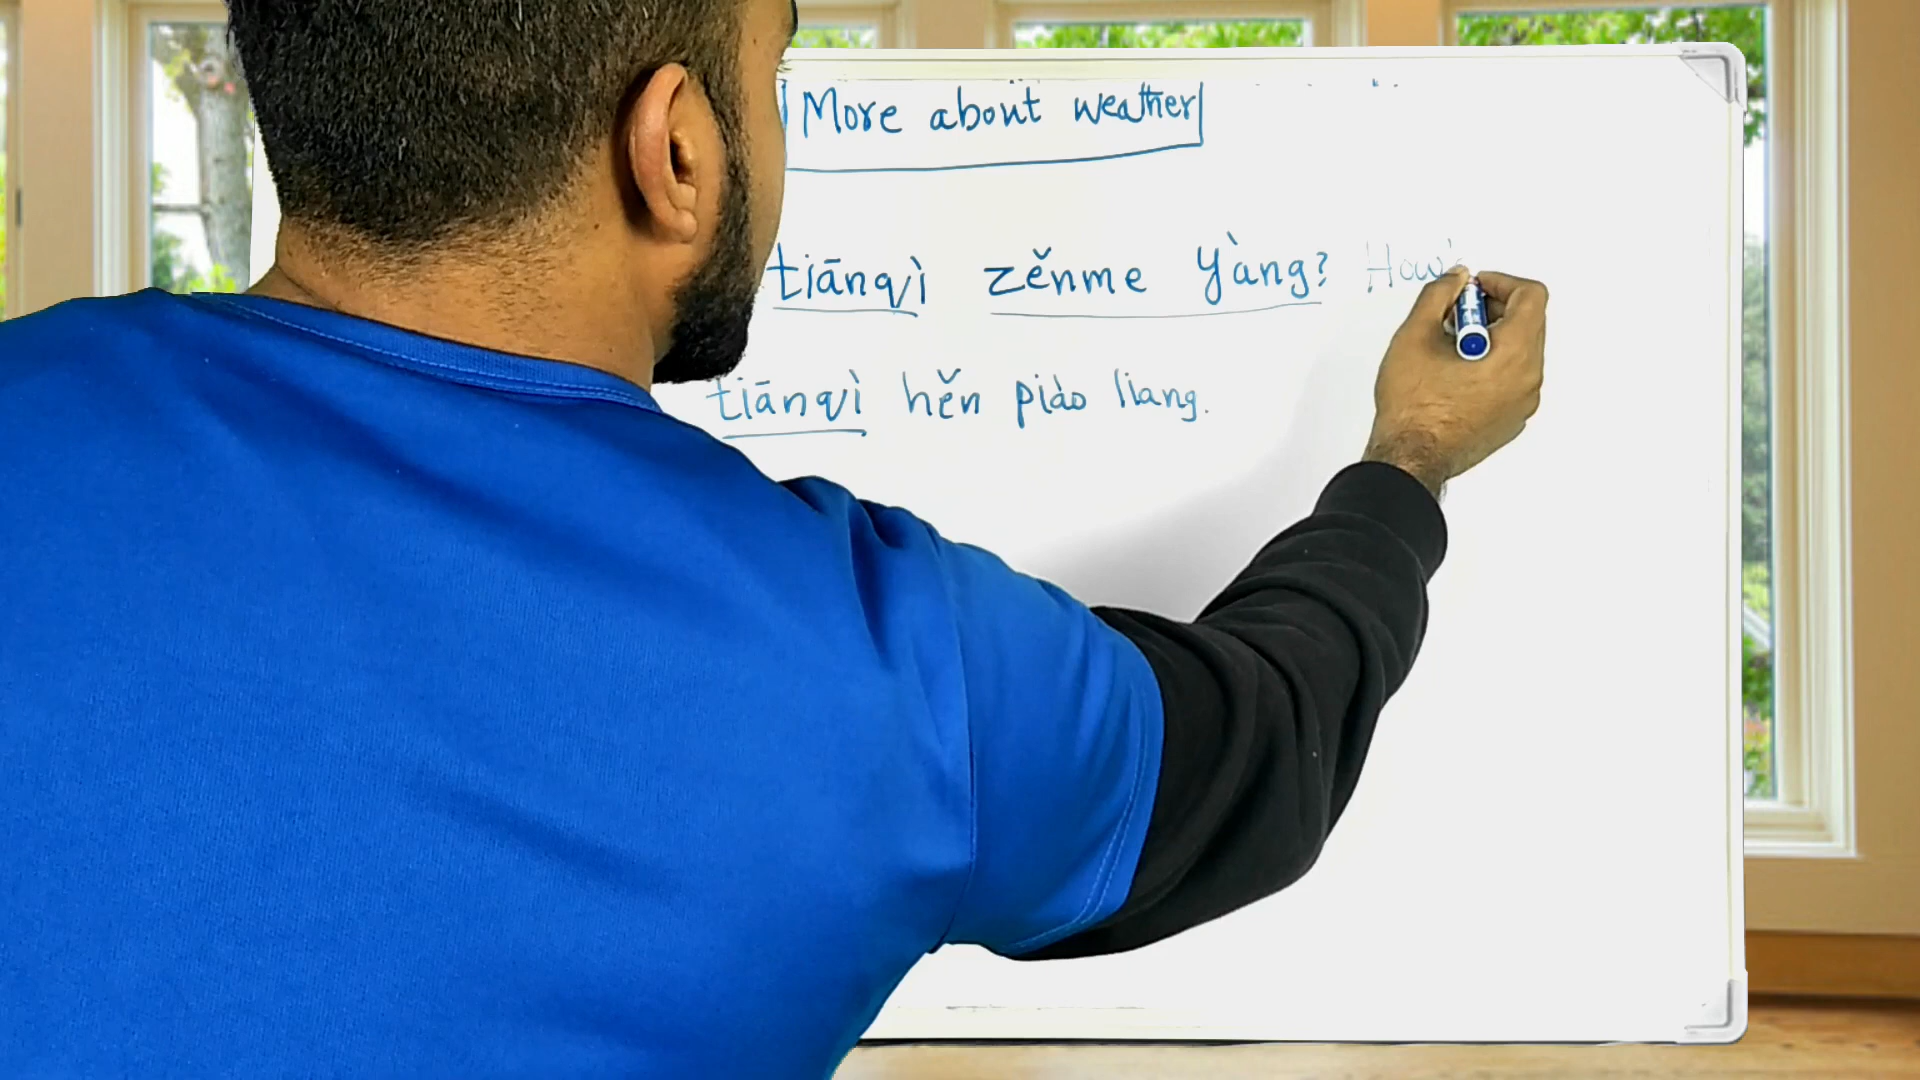 More about weather
tiānqì zěnme yàng? How's
tiānqì hěn piào liang.